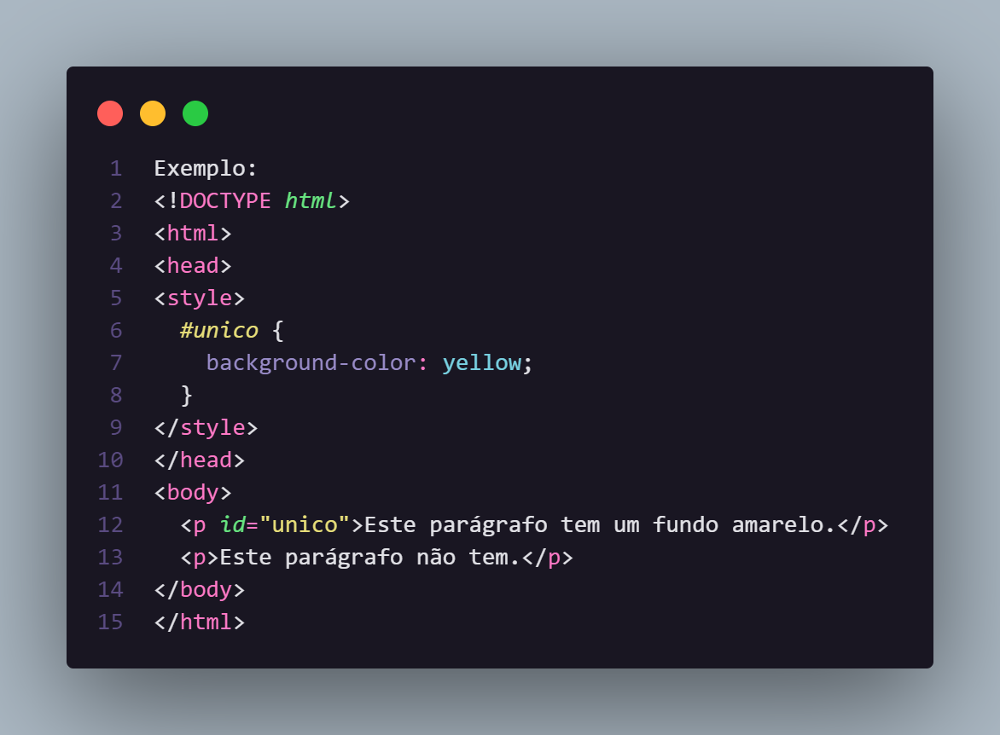 1 Exemplo:
2 <!DOCTYPE html>
3 <html>
4 <head>
5 <style>
6   #unico {
7     background-color: yellow;
8   }
9 </style>
10 </head>
11 <body>
12   <p id="unico">Este parágrafo tem um fundo amarelo.</p>
13   <p>Este parágrafo não tem.</p>
14 </body>
15 </html>